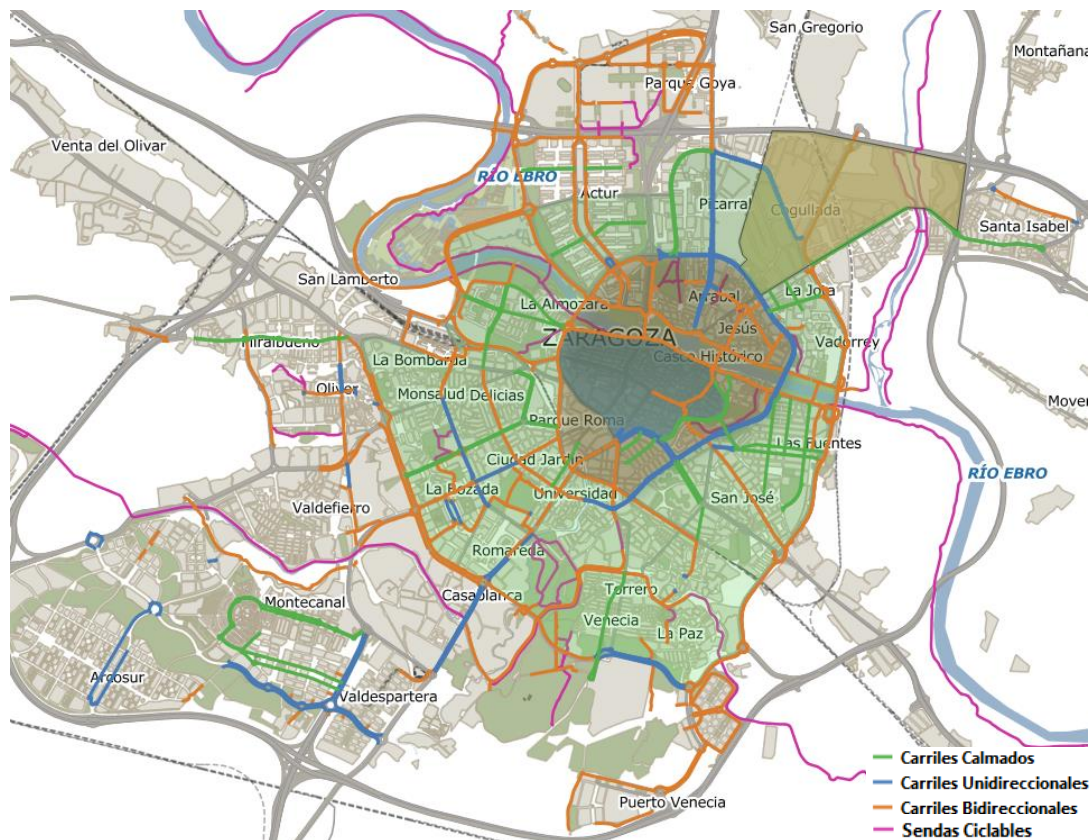 San Gregorio
Montañana
Parque Goya
Venta del Olivar
RÍO EBRO
Actur
Picarral
Cogullada
Santa Isabel
San Lamberto
La Jota
La Almozara
Arrabal
ZARAGOZA
Jesús
Vadorrey
Miralbueno
La Bombarda
Casco Histórico
Oliver
Monsalud
Delicias
Parque Roma
Las Fuentes
Ciudad Jardín
RÍO EBRO
La Bozada
Universidad
San José
Valdefierro
Romareda
Casablanca
Torrero
Montecanal
Venecia
La Paz
Arcosur
Valdespartera
Puerto Venecia
Carriles Calmados
Carriles Unidireccionales
Carriles Bidireccionales
Sendas Ciclables